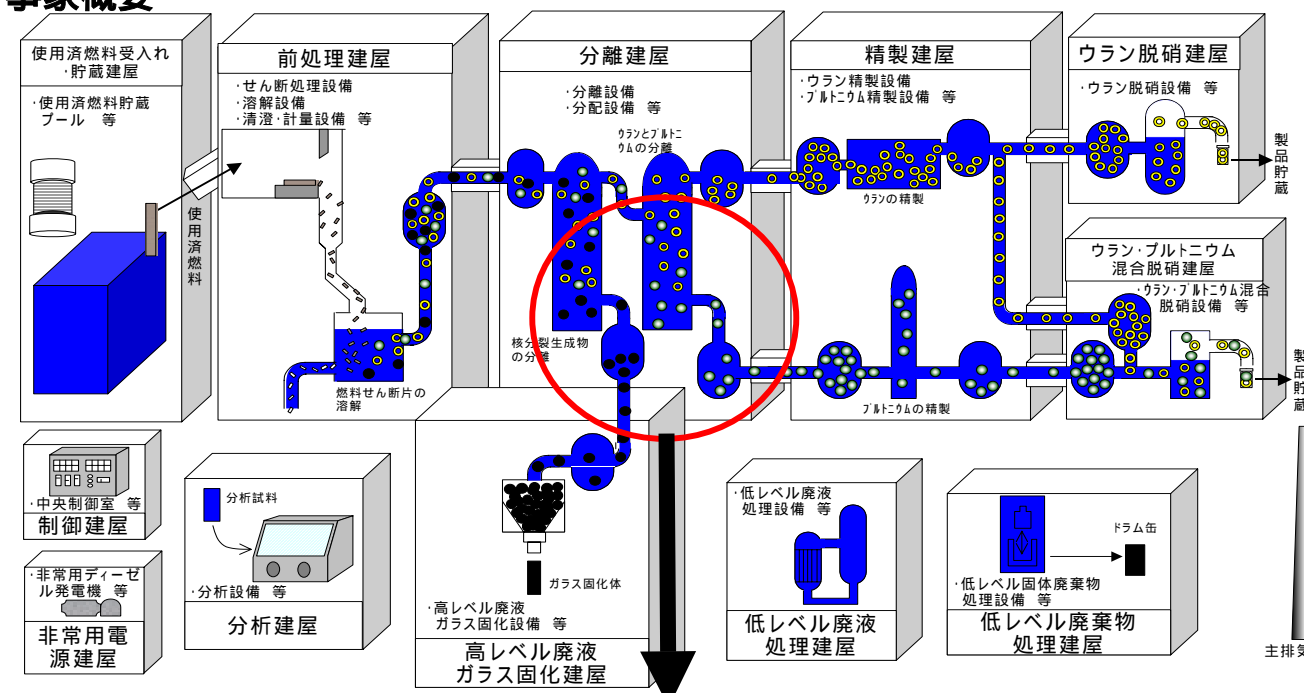 事象概要
使用済燃料受入れ
・貯蔵建屋
・使用済燃料貯蔵
プール 等
使用済燃料
前処理建屋
・せん断処理設備
・溶解設備
・清澄・計量設備 等
燃料せん断片の
溶解
分離建屋
・分離設備
・分配設備 等
ウランとプルトニ
ウムの分離
核分裂生成物
の分離
精製建屋
・ウラン精製設備
・プルトニウム精製設備 等
ウランの精製
プルトニウムの精製
ウラン脱硝建屋
・ウラン脱硝設備 等
製品貯蔵
ウラン・プルトニウム
混合脱硝建屋
・ウラン・プルトニウム混合
脱硝設備 等
製品貯蔵
・中央制御室 等
制御建屋
・非常用ディーゼ
ル発電機 等
非常用電
源建屋
分析試料
・分析設備 等
分析建屋
ガラス固化体
・高レベル廃液
ガラス固化設備 等
高レベル廃液
ガラス固化建屋
・低レベル廃液
処理設備 等
低レベル廃液
処理建屋
ドラム缶
・低レベル固体廃棄物
処理設備 等
低レベル廃棄物
処理建屋
主排気